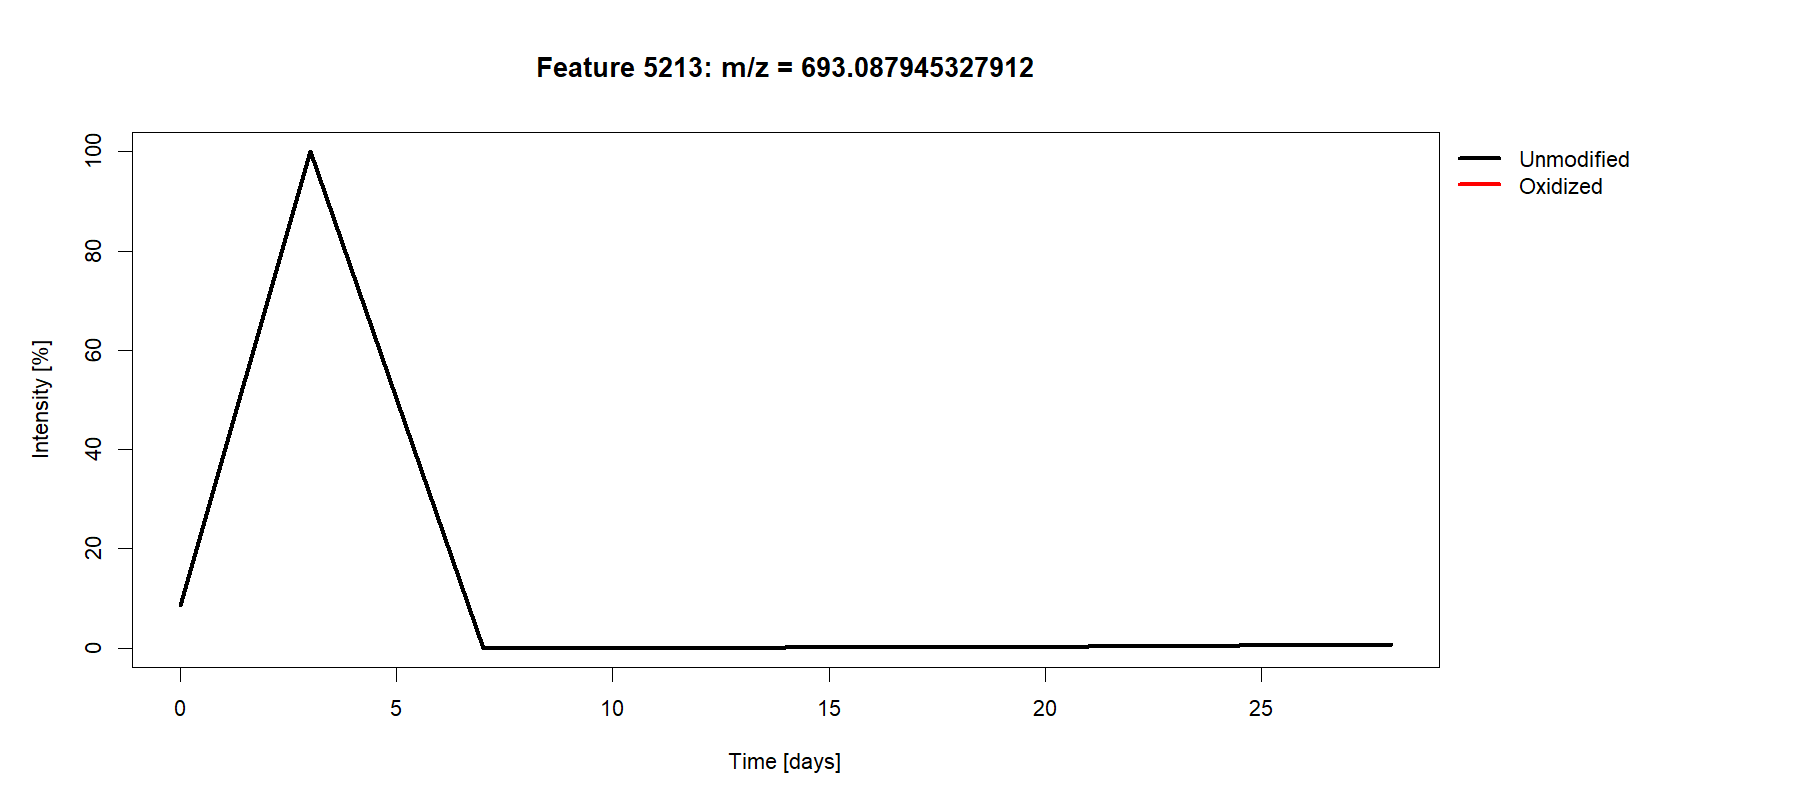 Feature 5213: m/z = 693.087945327912
Unmodified
Oxidized
Intensity [%]
100
80
60
40
20
0
0 5 10 15 20 25
Time [days]